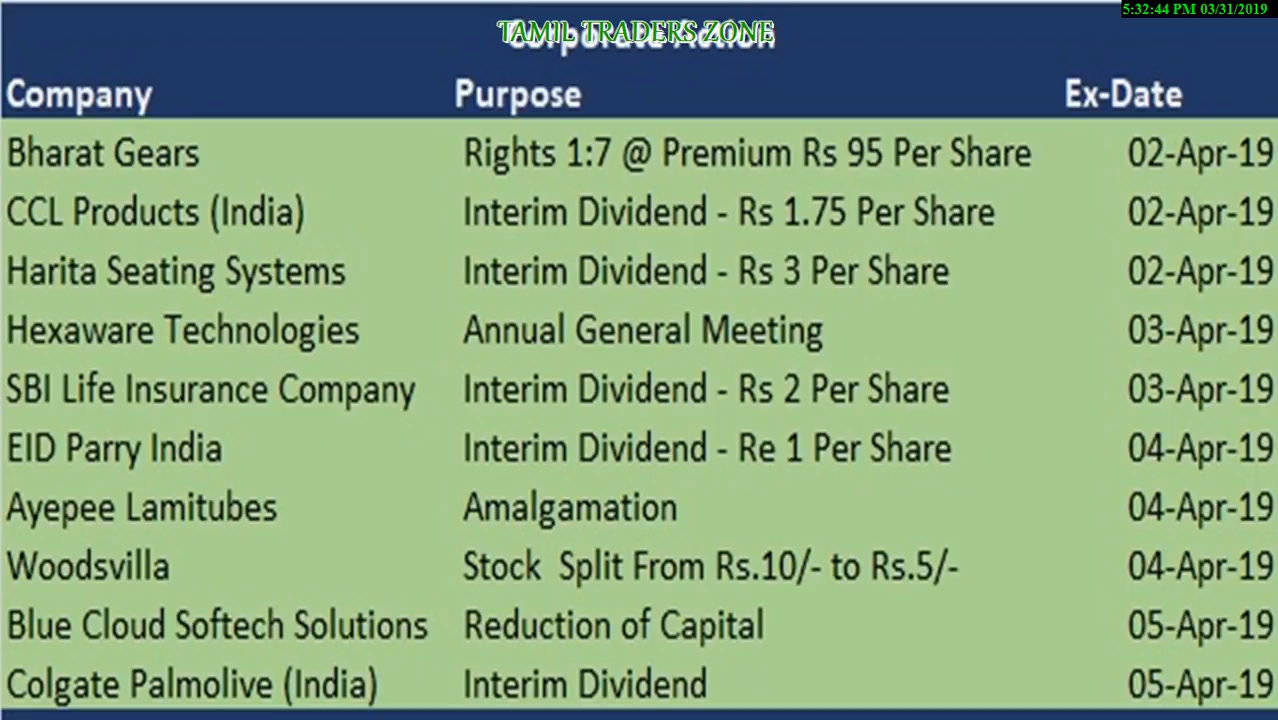 5:32:44 PM 03/31/2019
TAMIL TRADERS ZONE
Corporate Action
Company Purpose Ex-Date
Bharat Gears Rights 1:7 @ Premium Rs 95 Per Share 02-Apr-19
CCL Products (India) Interim Dividend - Rs 1.75 Per Share 02-Apr-19
Harita Seating Systems Interim Dividend - Rs 3 Per Share 02-Apr-19
Hexaware Technologies Annual General Meeting 03-Apr-19
SBI Life Insurance Company Interim Dividend - Rs 2 Per Share 03-Apr-19
EID Parry India Interim Dividend - Re 1 Per Share 04-Apr-19
Ayepee Lamitubes Amalgamation 04-Apr-19
Woodsvilla Stock Split From Rs.10/- to Rs.5/- 04-Apr-19
Blue Cloud Softech Solutions Reduction of Capital 05-Apr-19
Colgate Palmolive (India) Interim Dividend 05-Apr-19